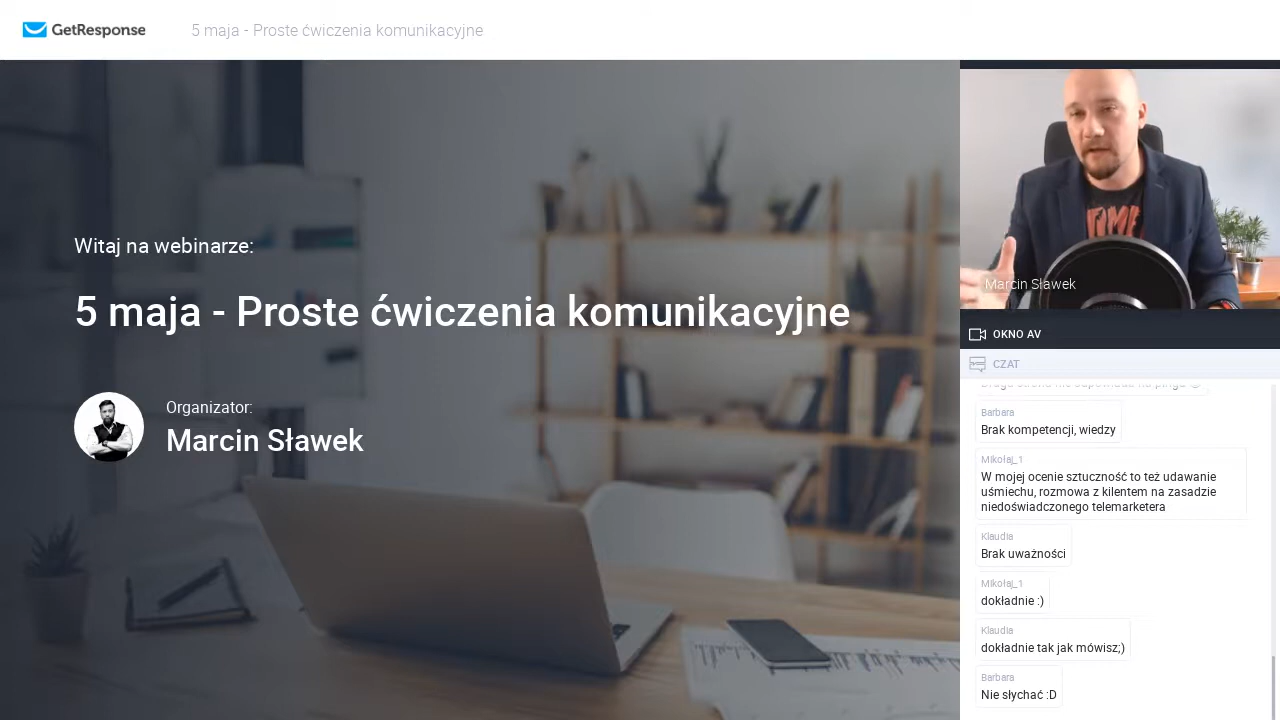 GetResponse
5 maja - Proste ćwiczenia komunikacyjne
Witaj na webinarze:
5 maja - Proste ćwiczenia komunikacyjne
Organizator:
Marcin Sławek
Marcin Sławek
OKNO AV
CZAT
Barbara
Brak kompetencji, wiedzy
Mikołaj_1
W mojej ocenie sztuczność to też udawanie
uśmiechu, rozmowa z kilentem na zasadzie
niedoświadczonego telemarketera
Klaudia
Brak uważności
Mikołaj_1
dokładnie :)
Klaudia
dokładnie tak jak mówisz;)
Barbara
Nie słychać :D